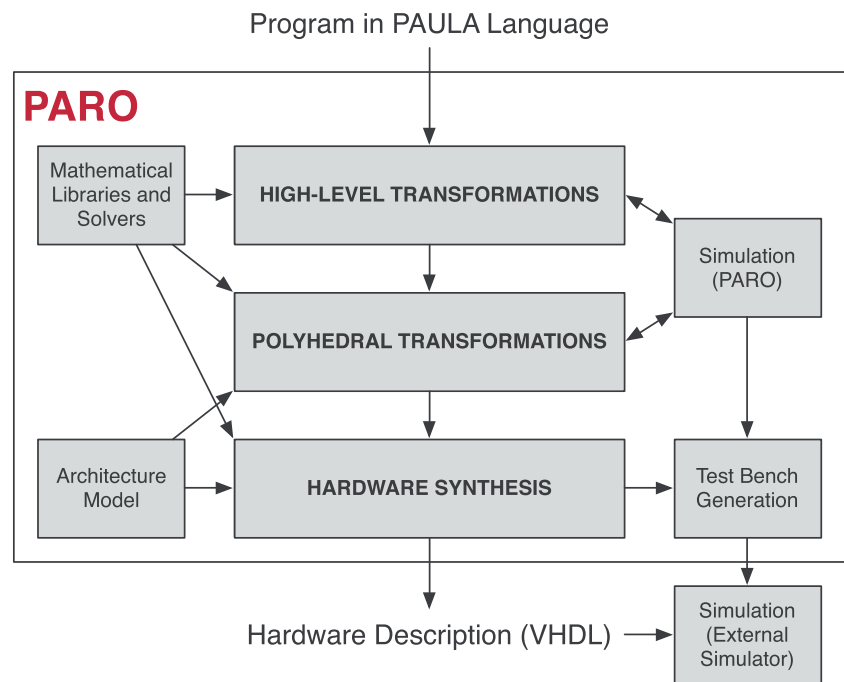 Program in PAULA Language
PARO
Mathematical
Libraries and
Solvers
HIGH-LEVEL TRANSFORMATIONS
Simulation
(PARO)
POLYHEDRAL TRANSFORMATIONS
Architecture
Model
HARDWARE SYNTHESIS
Test Bench
Generation
Hardware Description (VHDL)
Simulation
(External
Simulator)